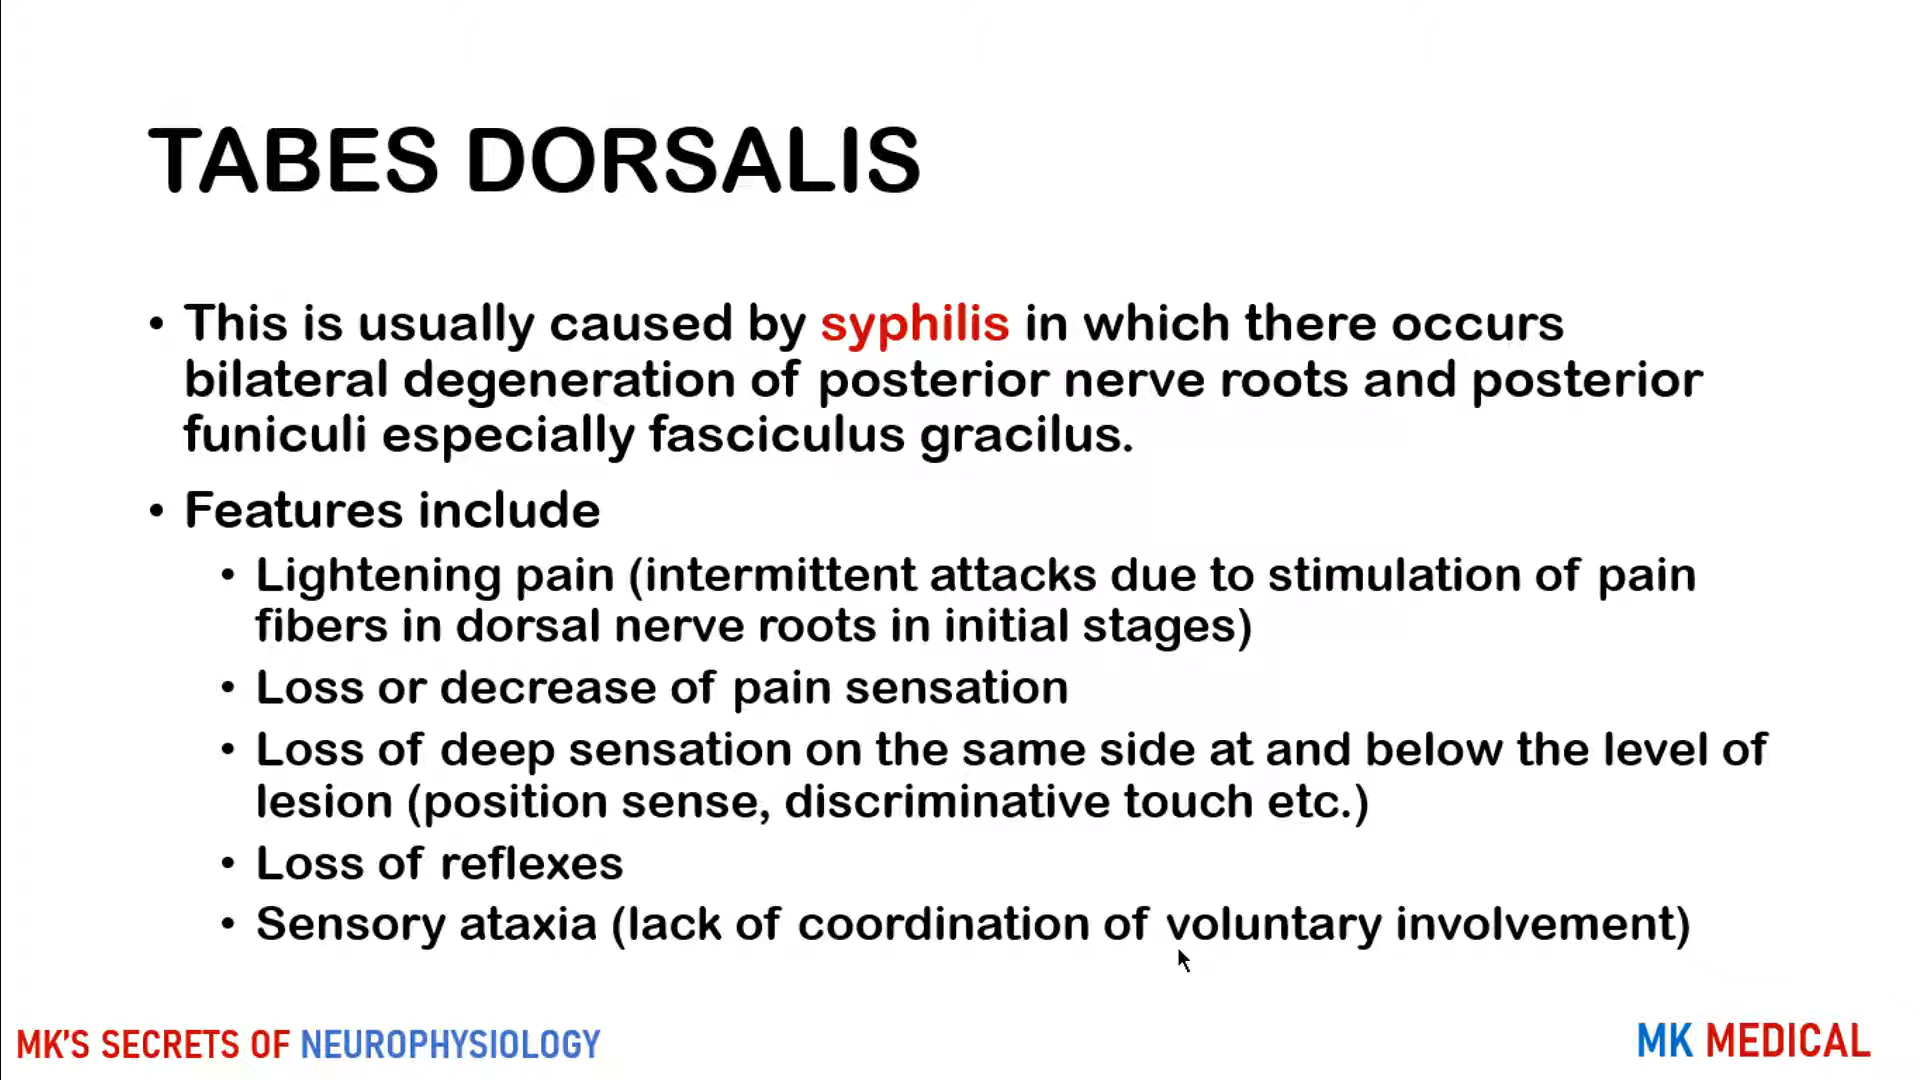 TABES DORSALIS
• This is usually caused by syphilis in which there occurs
bilateral degeneration of posterior nerve roots and posterior
funiculi especially fasciculus gracilus.
• Features include
• Lightening pain (intermittent attacks due to stimulation of pain
fibers in dorsal nerve roots in initial stages)
• Loss or decrease of pain sensation
• Loss of deep sensation on the same side at and below the level of
lesion (position sense, discriminative touch etc.)
• Loss of reflexes
• Sensory ataxia (lack of coordination of voluntary involvement)
MK'S SECRETS OF NEUROPHYSIOLOGY
MK MEDICAL